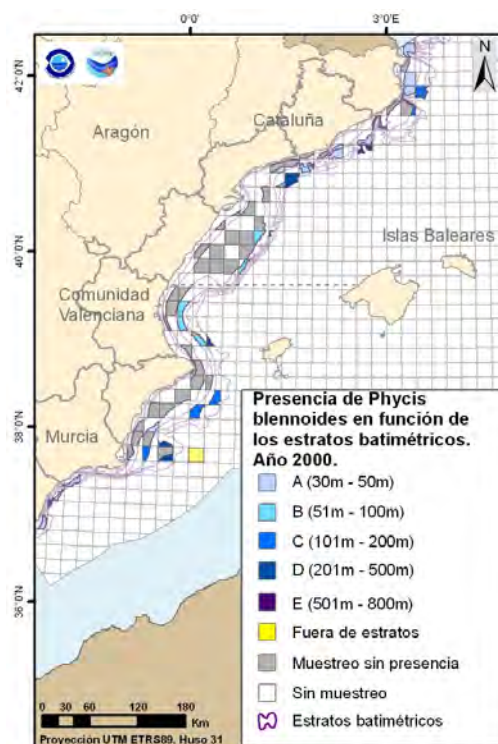 0°0'
3°0'E
42°0'N
N
Cataluña
Aragón
40°0'N
Islas Baleares
Comunidad
Valenciana
38°0'N
Murcia
36°0'N
Presencia de Phycis
blennoides en función de
los estratos batimétricos.
Año 2000.
A (30m - 50m)
B (51m - 100m)
C (101m - 200m)
D (201m - 500m)
E (501m - 800m)
Fuera de estratos
Muestreo sin presencia
Sin muestreo
Estratos batimétricos
0 30 60 120 180
Km
Proyección UTM ETRS89. Huso 31